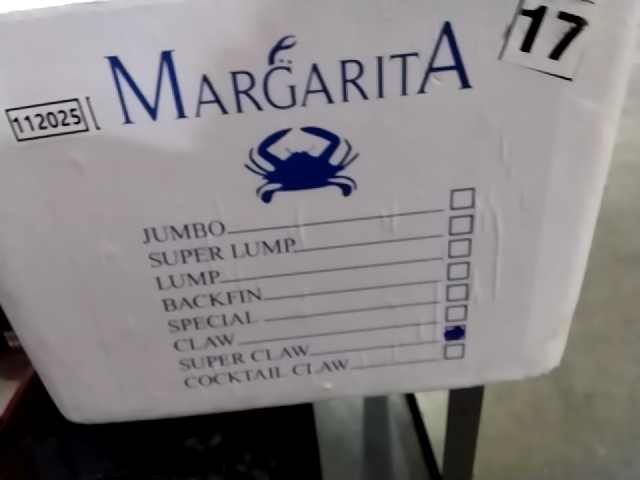 17
MARGARITA
112025
JUMBO
SUPER LUMP
LUMP
BACKFIN
SPECIAL
CLAW
SUPER CLAW
COCKTAIL CLAW